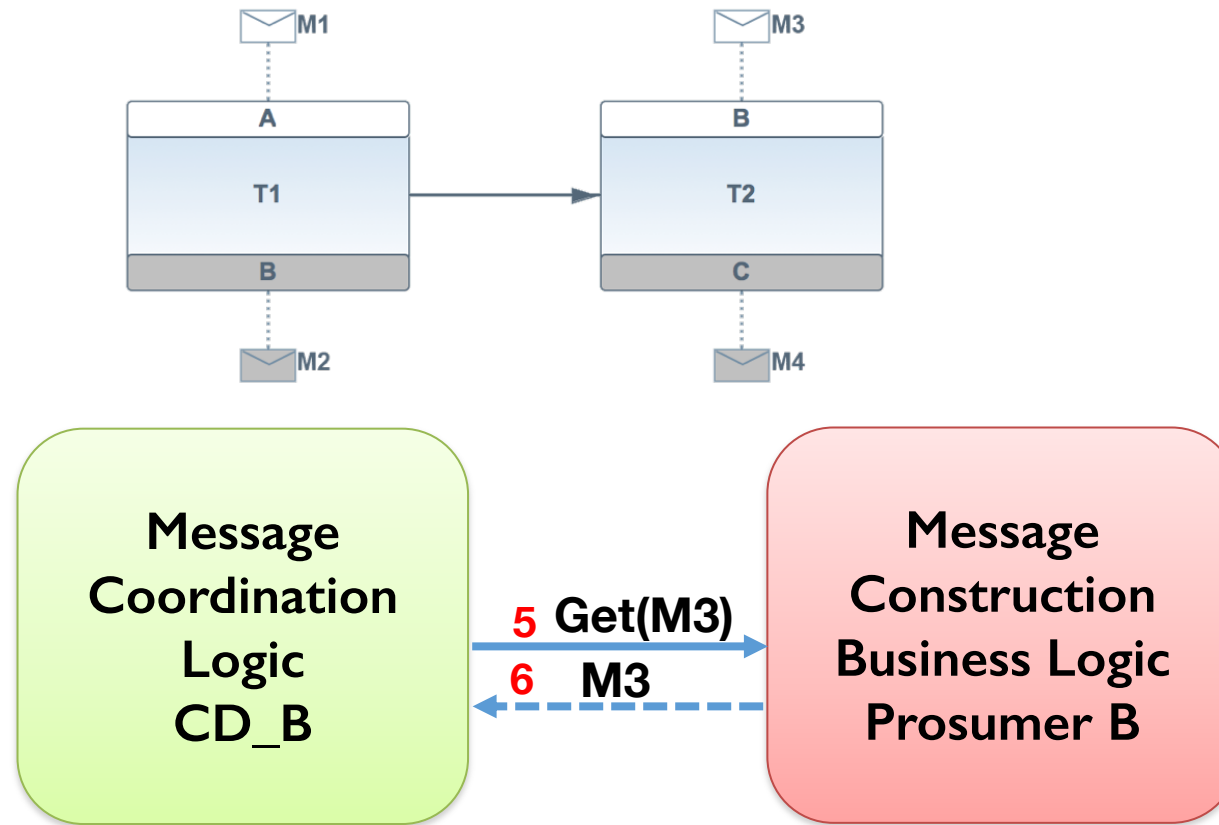 M1
M3
A
B
T1
T2
B
C
M2
M4
Message
Coordination
Logic
CD_B
5 Get(M3)
6 M3
Message
Construction
Business Logic
Prosumer B